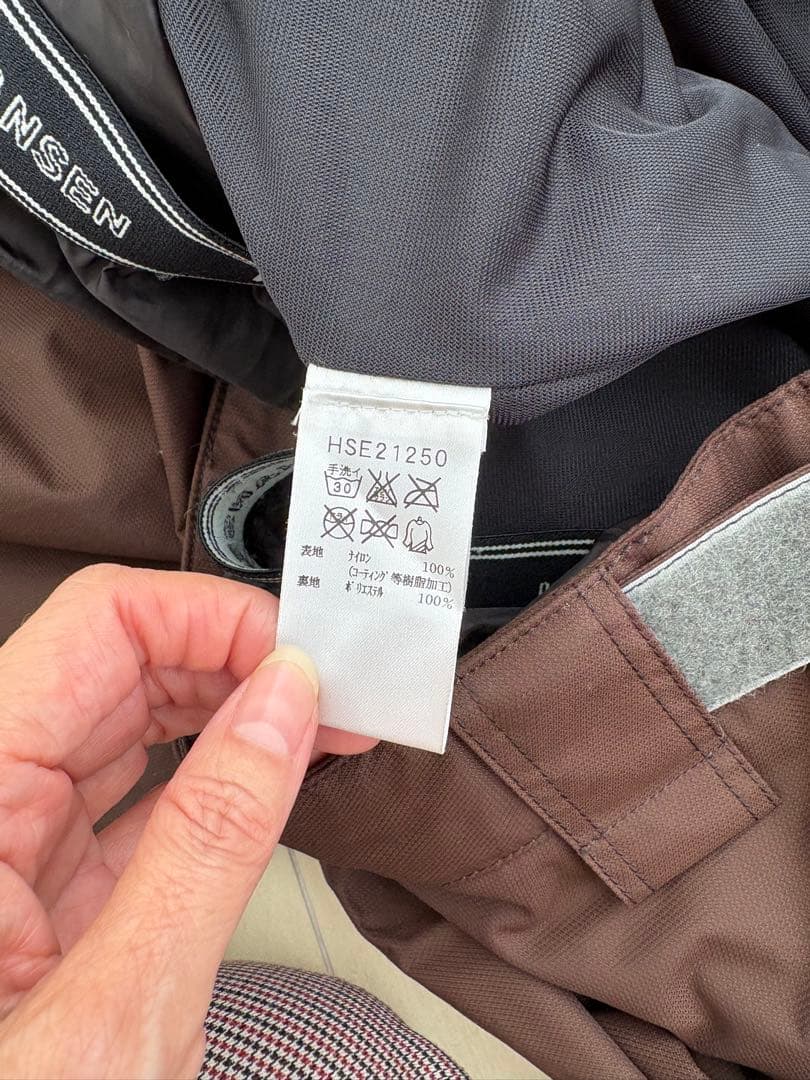 ANSEN
HSE21250
手洗イ
30
表地 ナイロン 100%
(コーティング等樹脂加工)
裏地 ポリエステル 100%